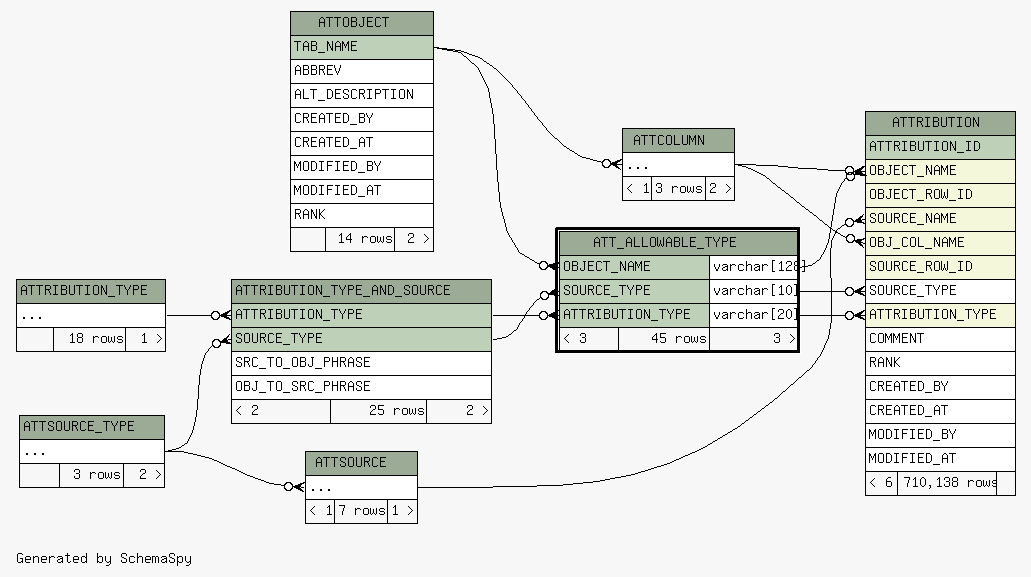 ATTOBJECT
TAB_NAME
ABBREV
ALT_DESCRIPTION
CREATED_BY
CREATED_AT
MODIFIED_BY
MODIFIED_AT
RANK
14 rows 2 >
ATTCOLUMN
...
< 1 3 rows 2 >
ATTRIBUTION
ATTRIBUTION_ID
OBJECT_NAME
OBJECT_ROW_ID
SOURCE_NAME
OBJ_COL_NAME
SOURCE_ROW_ID
SOURCE_TYPE
ATTRIBUTION_TYPE
COMMENT
RANK
CREATED_BY
CREATED_AT
MODIFIED_BY
MODIFIED_AT
< 6 710,138 rows
ATT_ALLOWABLE_TYPE
OBJECT_NAME varchar[128]
SOURCE_TYPE varchar[10]
ATTRIBUTION_TYPE varchar[20]
< 3 45 rows 3 >
ATTRIBUTION_TYPE
...
18 rows 1 >
ATTRIBUTION_TYPE_AND_SOURCE
ATTRIBUTION_TYPE
SOURCE_TYPE
SRC_TO_OBJ_PHRASE
OBJ_TO_SRC_PHRASE
< 2 25 rows 2 >
ATTSOURCE_TYPE
...
3 rows 2 >
ATTSOURCE
...
< 1 7 rows 1 >
Generated by SchemaSpy